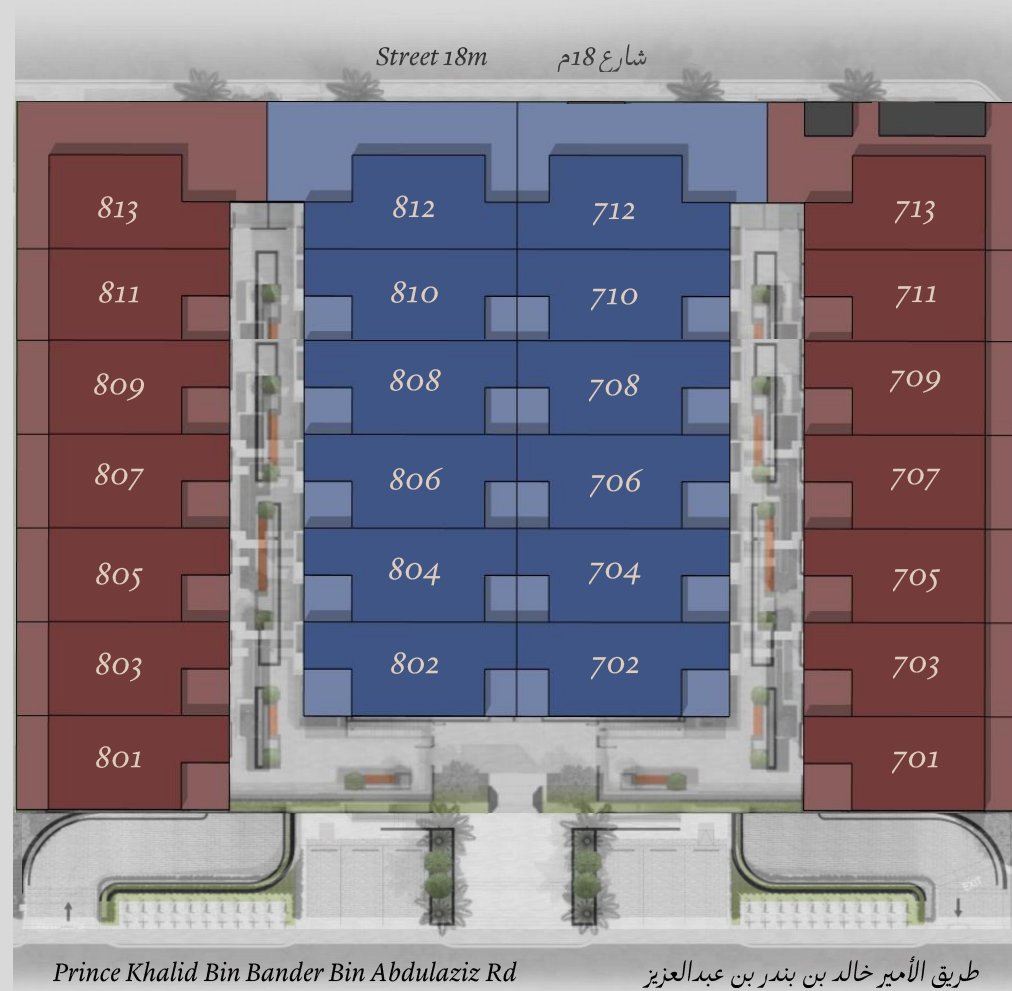 Street 18m شارع 18م
813 812 712 713
811 810 710 711
809 808 708 709
807 806 706 707
805 804 704 705
803 802 702 703
801 701
EXIT
Prince Khalid Bin Bander Bin Abdulaziz Rd طريق الأمير خالد بن بندر بن عبدالعزيز